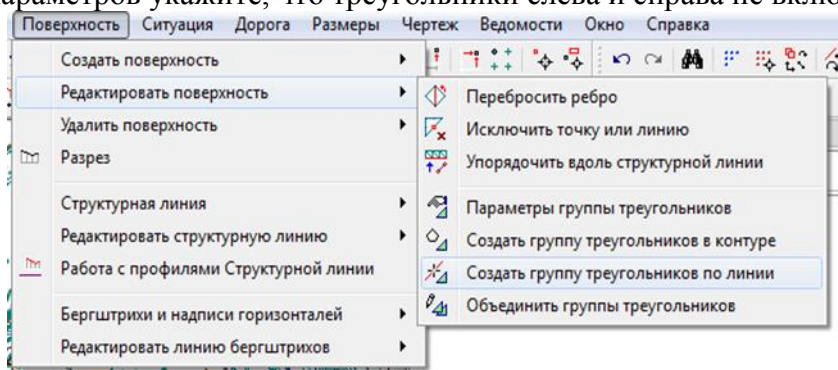 араметров укажите, что треугольники слева и справа не вклю
Поверхность Ситуация Дорога Размеры Чертеж Ведомости Окно Справка
Создать поверхность
Редактировать поверхность
Удалить поверхность
Разрез
Структурная линия
Редактировать структурную линию
Работа с профилями Структурной линии
Бергштрихи и надписи горизонталей
Редактировать линию бергштрихов
Перебросить ребро
Исключить точку или линию
Упорядочить вдоль структурной линии
Параметры группы треугольников
Создать группу треугольников в контуре
Создать группу треугольников по линии
Объединить группы треугольников